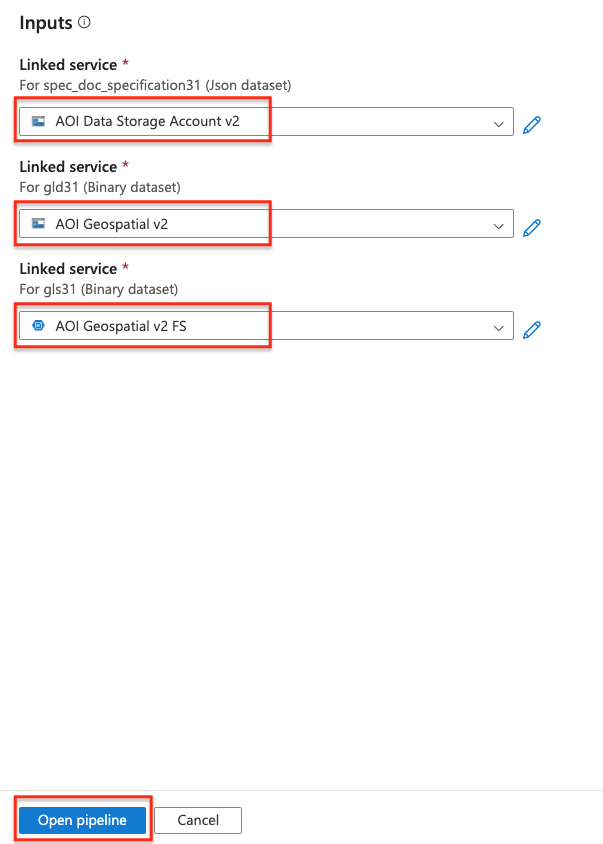 Inputs
Linked service *
For spec_doc_specification31 (Json dataset)
AOI Data Storage Account v2
Linked service *
For gld31 (Binary dataset)
AOI Geospatial v2
Linked service *
For gls31 (Binary dataset)
AOI Geospatial v2 FS
Open pipeline Cancel